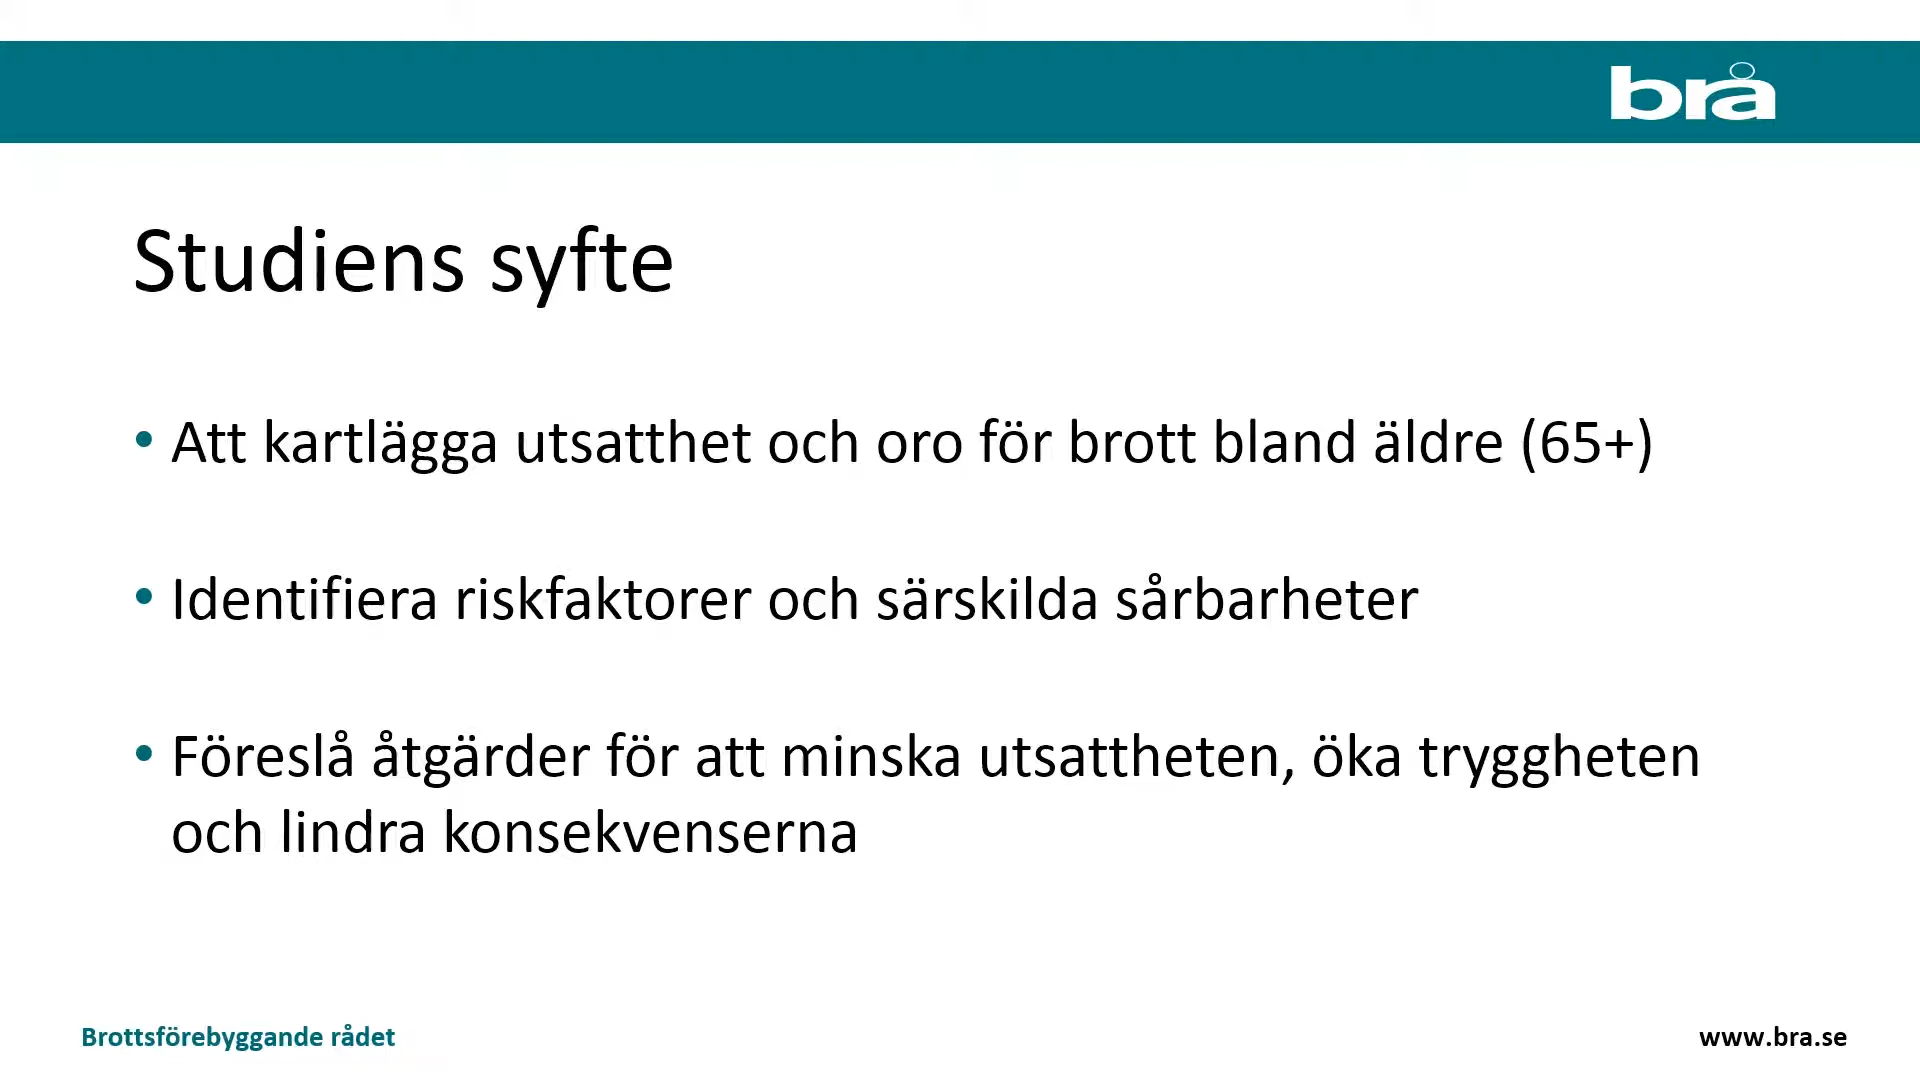 brå
Studiens syfte
• Att kartlägga utsatthet och oro för brott bland äldre (65+)
• Identifiera riskfaktorer och särskilda sårbarheter
• Föreslå åtgärder för att minska utsattheten, öka tryggheten
och lindra konsekvenserna
Brottsförebyggande rådet
www.bra.se